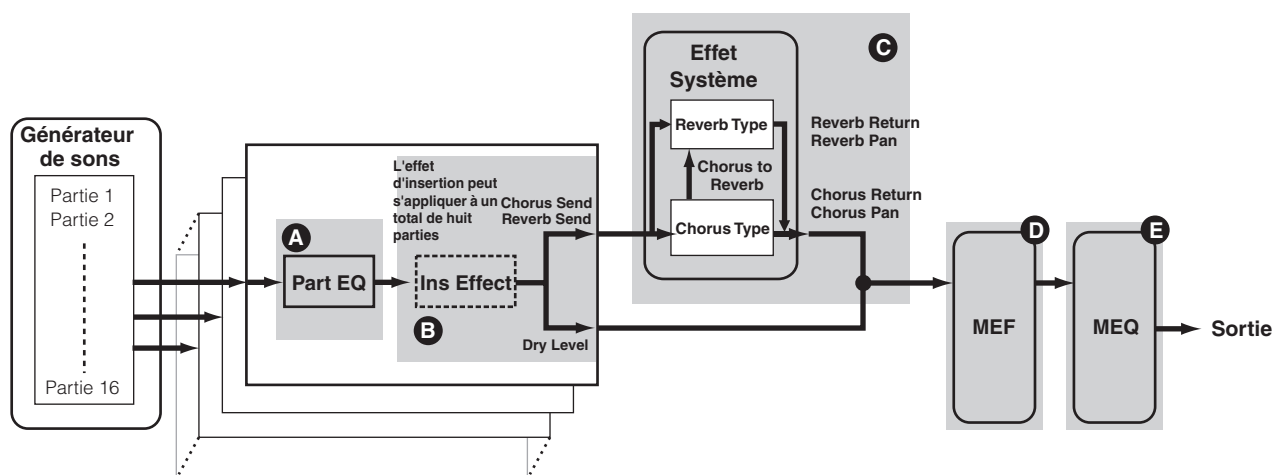 Générateur
de sons
Partie 1
Partie 2
Partie 16
A
Part EQ
L'effet
d'insertion peut
s'appliquer à un
total de huit
parties
Chorus Send
Reverb Send
Ins Effect
B
Dry Level
Effet
Système
C
Reverb Type
Chorus to
Reverb
Chorus Type
Reverb Return
Reverb Pan
Chorus Return
Chorus Pan
D
MEF
E
MEQ
Sortie